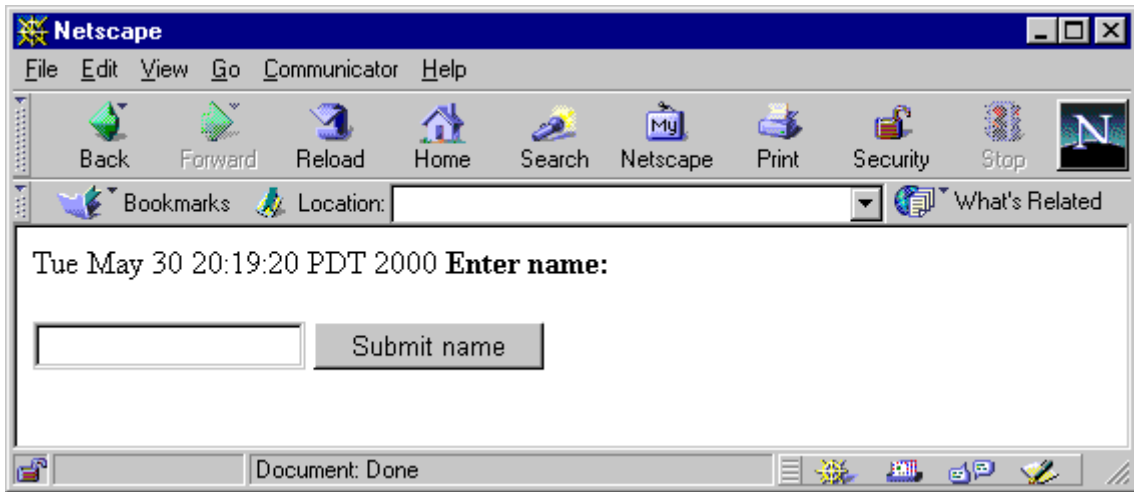 Netscape
File Edit View Go Communicator Help
My N
Back Forward Reload Home Search Netscape Print Security Stop
Bookmarks Location: What's Related
Tue May 30 20:19:20 PDT 2000 Enter name:
Submit name
Document: Done